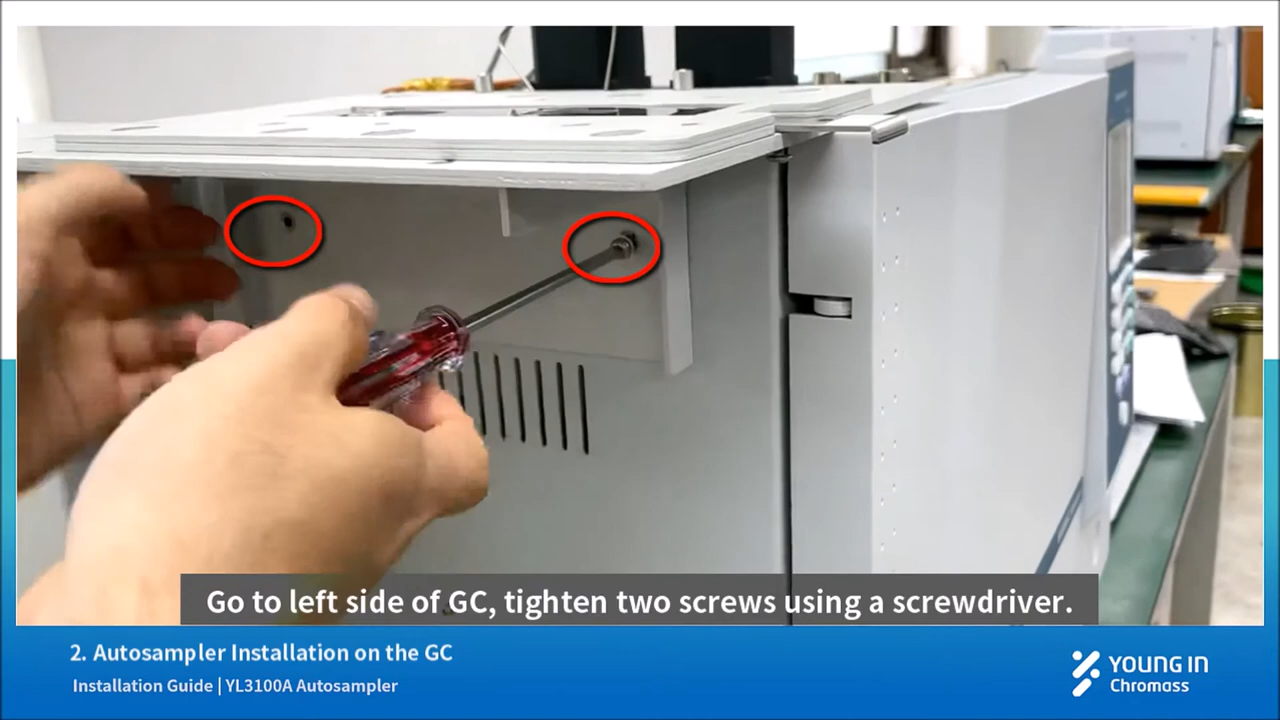 Go to left side of GC, tighten two screws using a screwdriver.
2. Autosampler Installation on the GC
Installation Guide | YL3100A Autosampler
YOUNG IN
Chromass